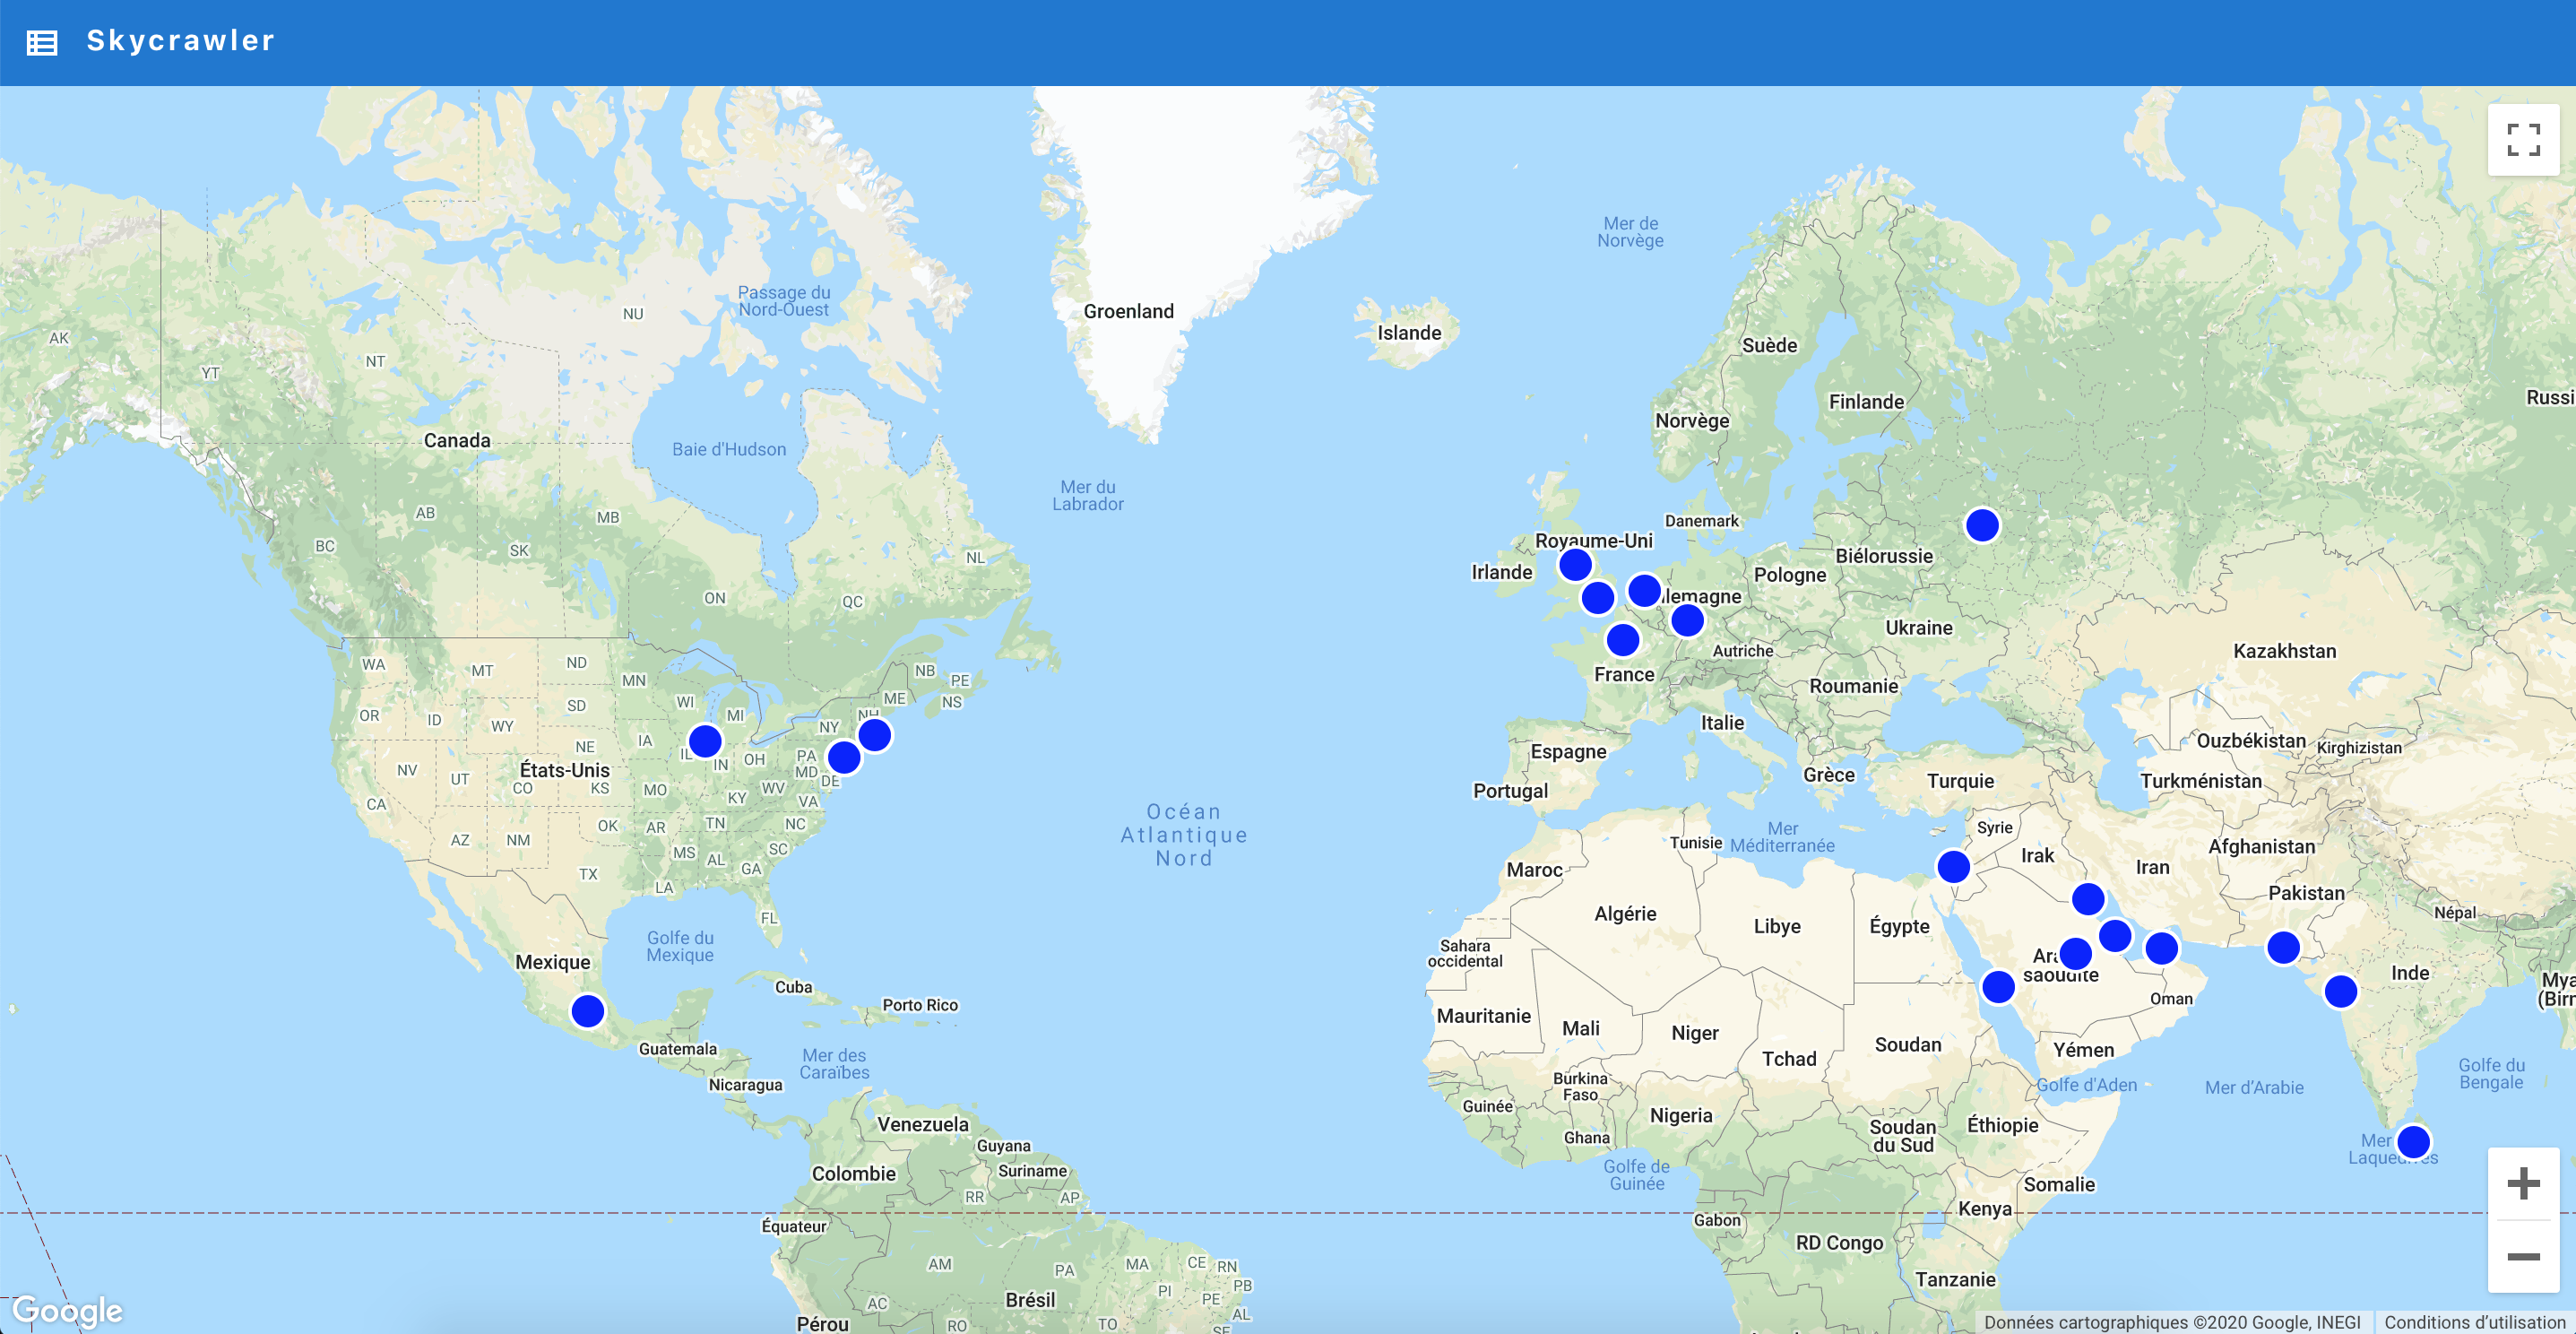 Skycrawler
Mer de
Norvège
Passage du
Nord-Ouest
NU
Groenland
Islande
AK
Suède
NT
YT
Russi
Finlande
Norvège
Canada
Baie d'Hudson
Mer du
Labrador
AB
MB
Danemark
BC
SK
Royaume-Uni
Biélorussie
NL
Irlande
Pologne
ON
QC
lemagne
Ukraine
Autriche
Kazakhstan
WA
MT
ND
MN
NB
PE
France
Roumanie
OR
ID
SD
WI
MI
ME
NS
NH
NY
WY
Italie
NE
IA
IL
IN
OH
PA
Espagne
Ouzbékistan
Kirghizistan
NV
UT
États-Unis
CO
KS
MO
KY
WV
MD
DE
VA
Portugal
Grèce
Turquie
Turkménistan
CA
AZ
NM
OK
AR
TN
NC
Océan
Atlantique
Nord
Tunisie
Mer
Méditerranée
Syrie
Irak
Iran
Afghanistan
MS
AL
SC
GA
TX
LA
Maroc
Pakistan
FL
Algérie
Libye
Égypte
Népal
Golfe du
Mexique
Mexique
Sahara
occidental
Ara
saoudite
Inde
Mya
(Birr
Cuba
Porto Rico
Oman
Mauritanie
Mali
Niger
Tchad
Soudan
Yémen
Guatemala
Mer des
Caraïbes
Nicaragua
Burkina
Faso
Golfe d'Aden
Mer d’Arabie
Golfe du
Bengale
Guinée
Nigeria
Venezuela
Guyana
Ghana
Soudan
du Sud
Éthiopie
Colombie
Suriname
Golfe de
Guinée
Mer
Somalie
RR
AP
Kenya
Équateur
Gabon
RD Congo
AM
PA
MA
CE
RN
PI
PB
Tanzanie
AC
Brésil
PE
AL
Pérou
RO
TO
SE
Google
Données cartographiques ©2020 Google, INEGI
Conditions d’utilisation